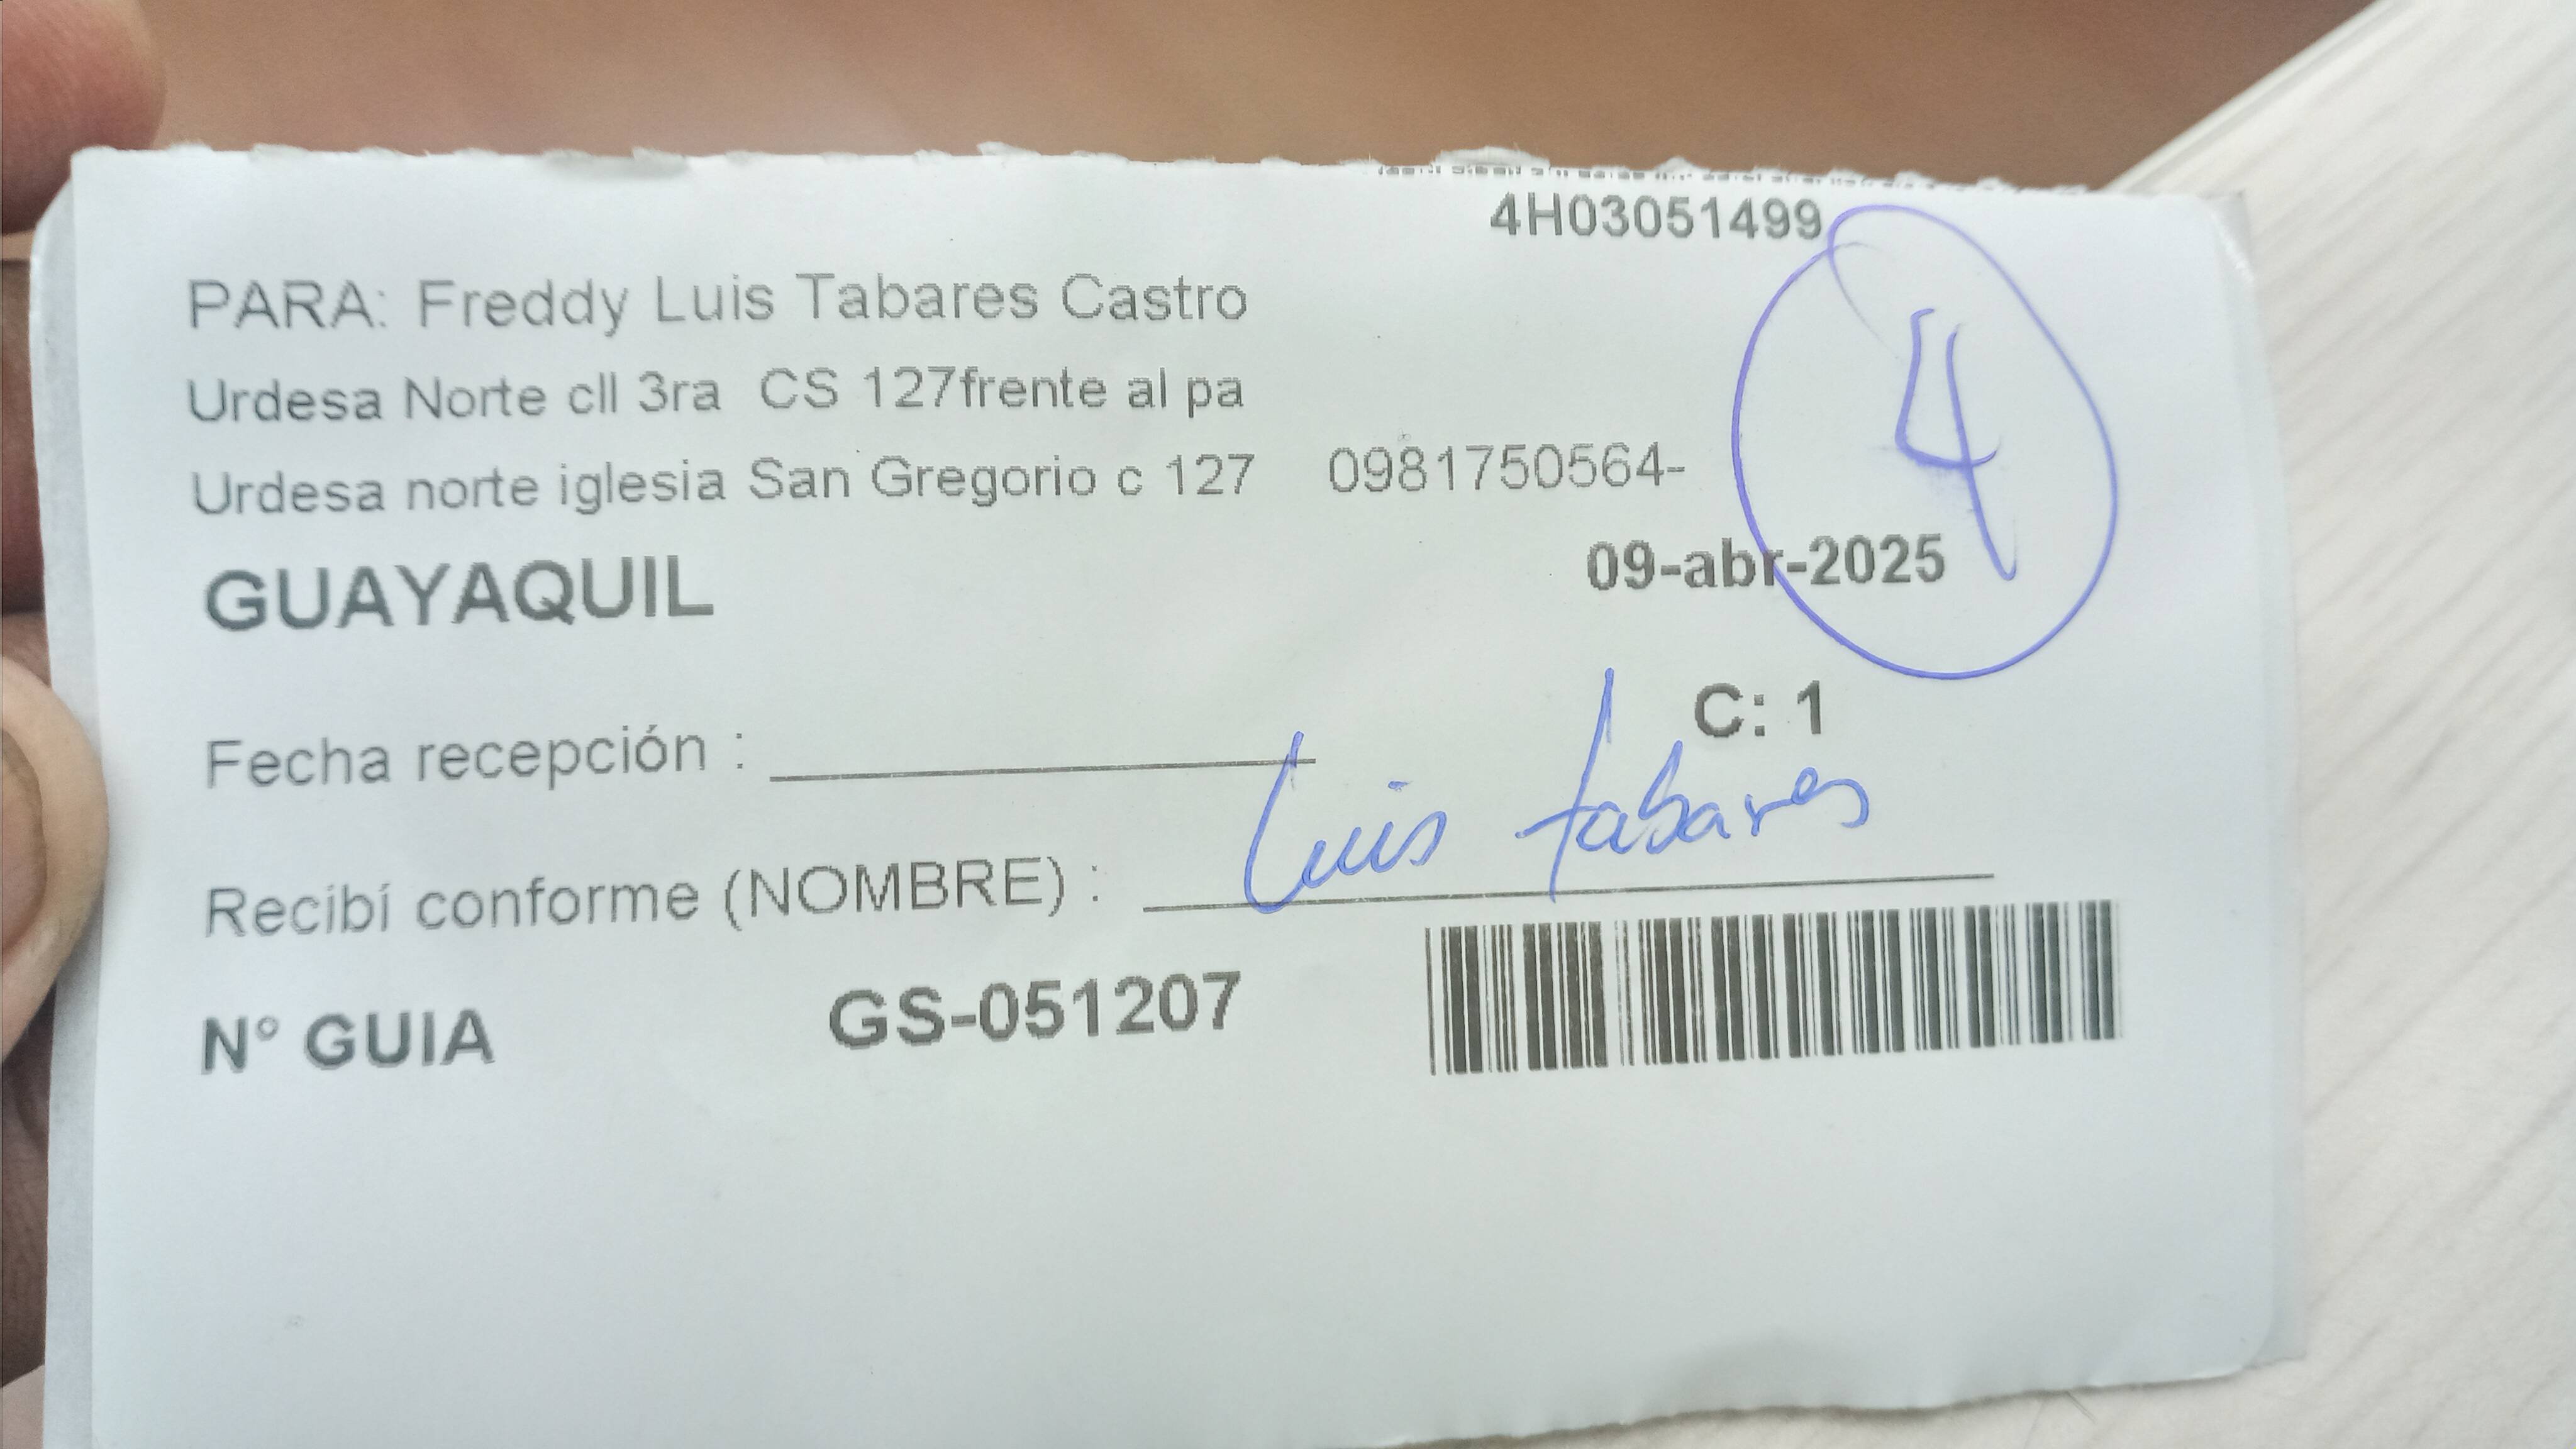 4H03051499
PARA: Freddy Luis Tabares Castro
4
Urdesa Norte cll 3ra CS 127frente al pa
Urdesa norte iglesia San Gregorio c 127 0981750564-
GUAYAQUIL 09-abr-2025
C: 1
Fecha recepción :
Recibí conforme (NOMBRE) : Luis tabares
N° GUIA GS-051207